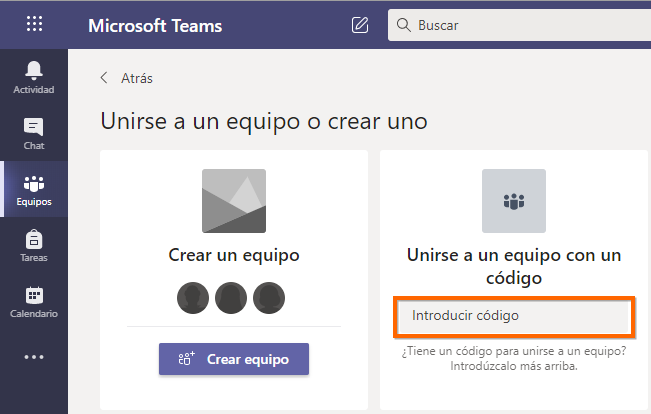 Microsoft Teams
Buscar
Actividad
Chat
Equipos
Tareas
Calendario
Atrás
Unirse a un equipo o crear uno
Crear un equipo
Crear equipo
Unirse a un equipo con un
código
Introducir código
¿Tiene un código para unirse a un equipo?
Introdúzcalo más arriba.